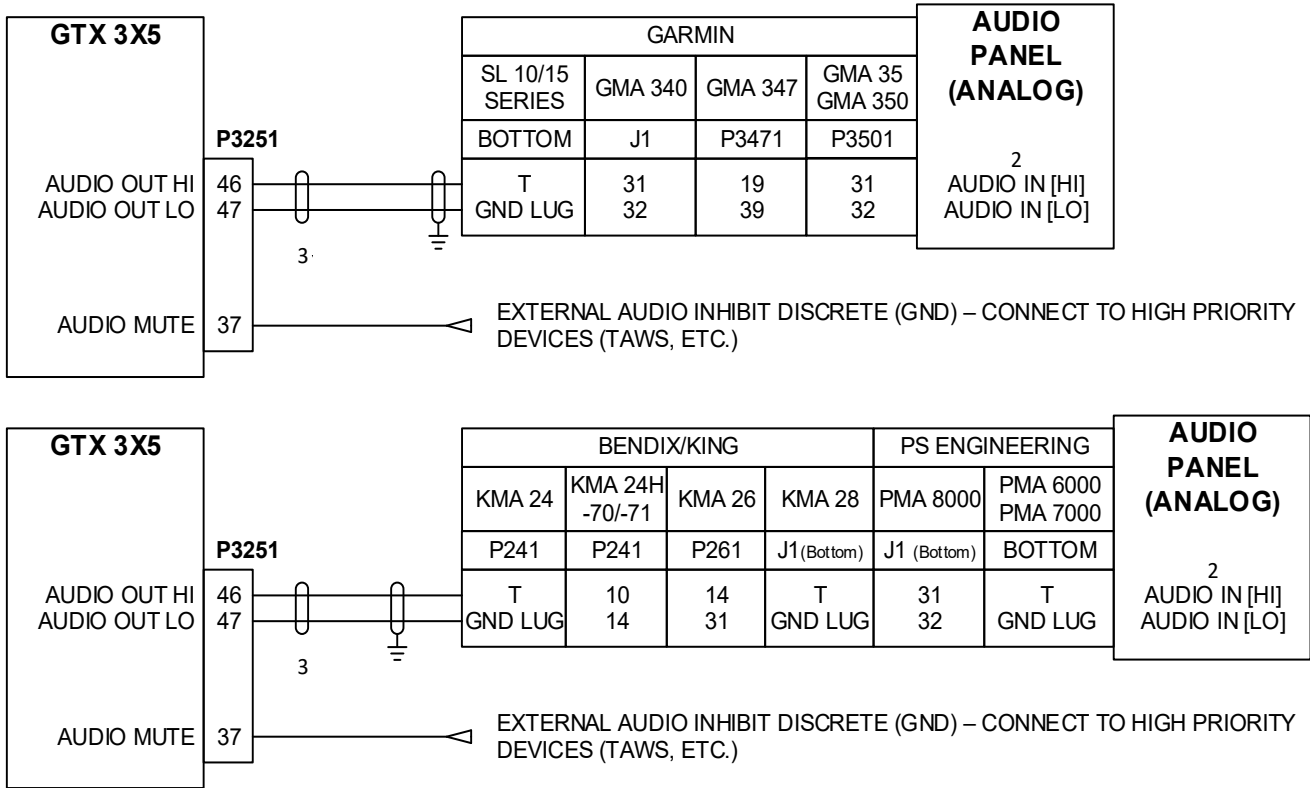 GTX 3X5
GARMIN
AUDIO
PANEL
(ANALOG)
SL 10/15
SERIES
GMA 340
GMA 347
GMA 35
GMA 350
P3251
BOTTOM
J1
P3471
P3501
2
AUDIO OUT HI 46 T 31 19 31 AUDIO IN [HI]
AUDIO OUT LO 47 GND LUG 32 39 32 AUDIO IN [LO]
3
AUDIO MUTE 37
EXTERNAL AUDIO INHIBIT DISCRETE (GND) – CONNECT TO HIGH PRIORITY
DEVICES (TAWS, ETC.)
GTX 3X5
BENDIX/KING
PS ENGINEERING
AUDIO
PANEL
(ANALOG)
KMA 24
KMA 24H
-70/-71
KMA 26
KMA 28
PMA 8000
PMA 6000
PMA 7000
P3251
P241
P241
P261
J1(Bottom)
J1 (Bottom)
BOTTOM
2
AUDIO OUT HI 46 T 10 14 T 31 T AUDIO IN [HI]
AUDIO OUT LO 47 GND LUG 14 31 GND LUG 32 GND LUG AUDIO IN [LO]
3
AUDIO MUTE 37
EXTERNAL AUDIO INHIBIT DISCRETE (GND) – CONNECT TO HIGH PRIORITY
DEVICES (TAWS, ETC.)